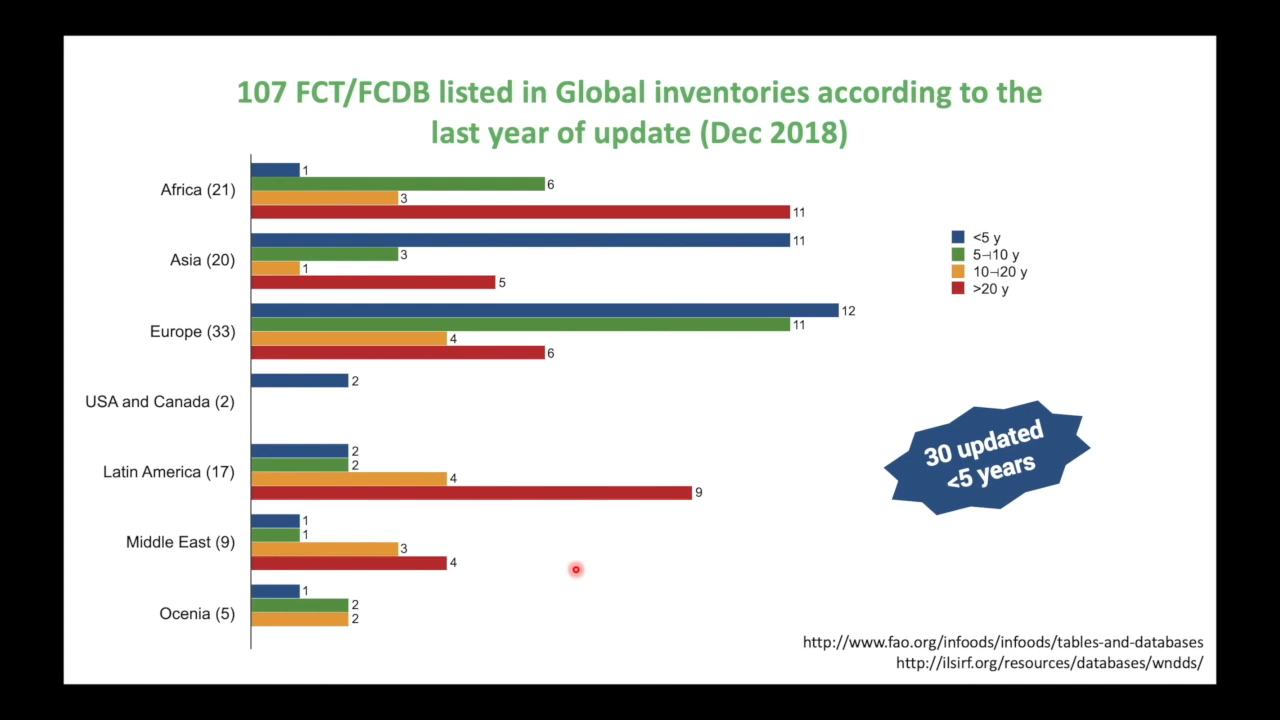 107 FCT/FCDB listed in Global inventories according to the
last year of update (Dec 2018)
Africa (21)
1
6
3
11
Asia (20)
11
3
1
5
Europe (33)
12
11
4
6
USA and Canada (2)
2
Latin America (17)
2
2
4
9
Middle East (9)
1
1
3
4
Ocenia (5)
1
2
2
<5 y
5⊣10 y
10⊣20 y
>20 y
30 updated
<5 years
http://www.fao.org/infoods/infoods/tables-and-databases
http://ilsirf.org/resources/databases/wndds/